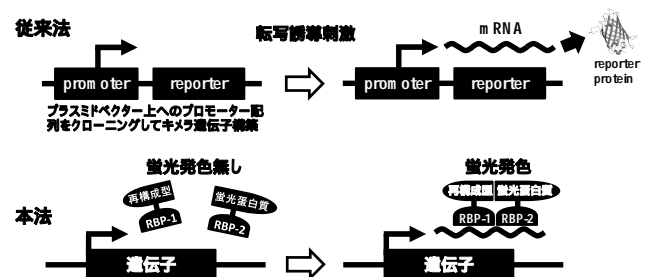 従来法
転写誘導刺激
mRNA
reporter
protein
promoter
reporter
promoter
reporter
プラスミドベクター上へのプロモーター配
列をクローニングしてキメラ遺伝子構築
蛍光発色無し
蛍光発色
再構成型
蛍光蛋白質
再構成型
蛍光蛋白質
RBP-1
RBP-2
RBP-1
RBP-2
本法
遺伝子
遺伝子